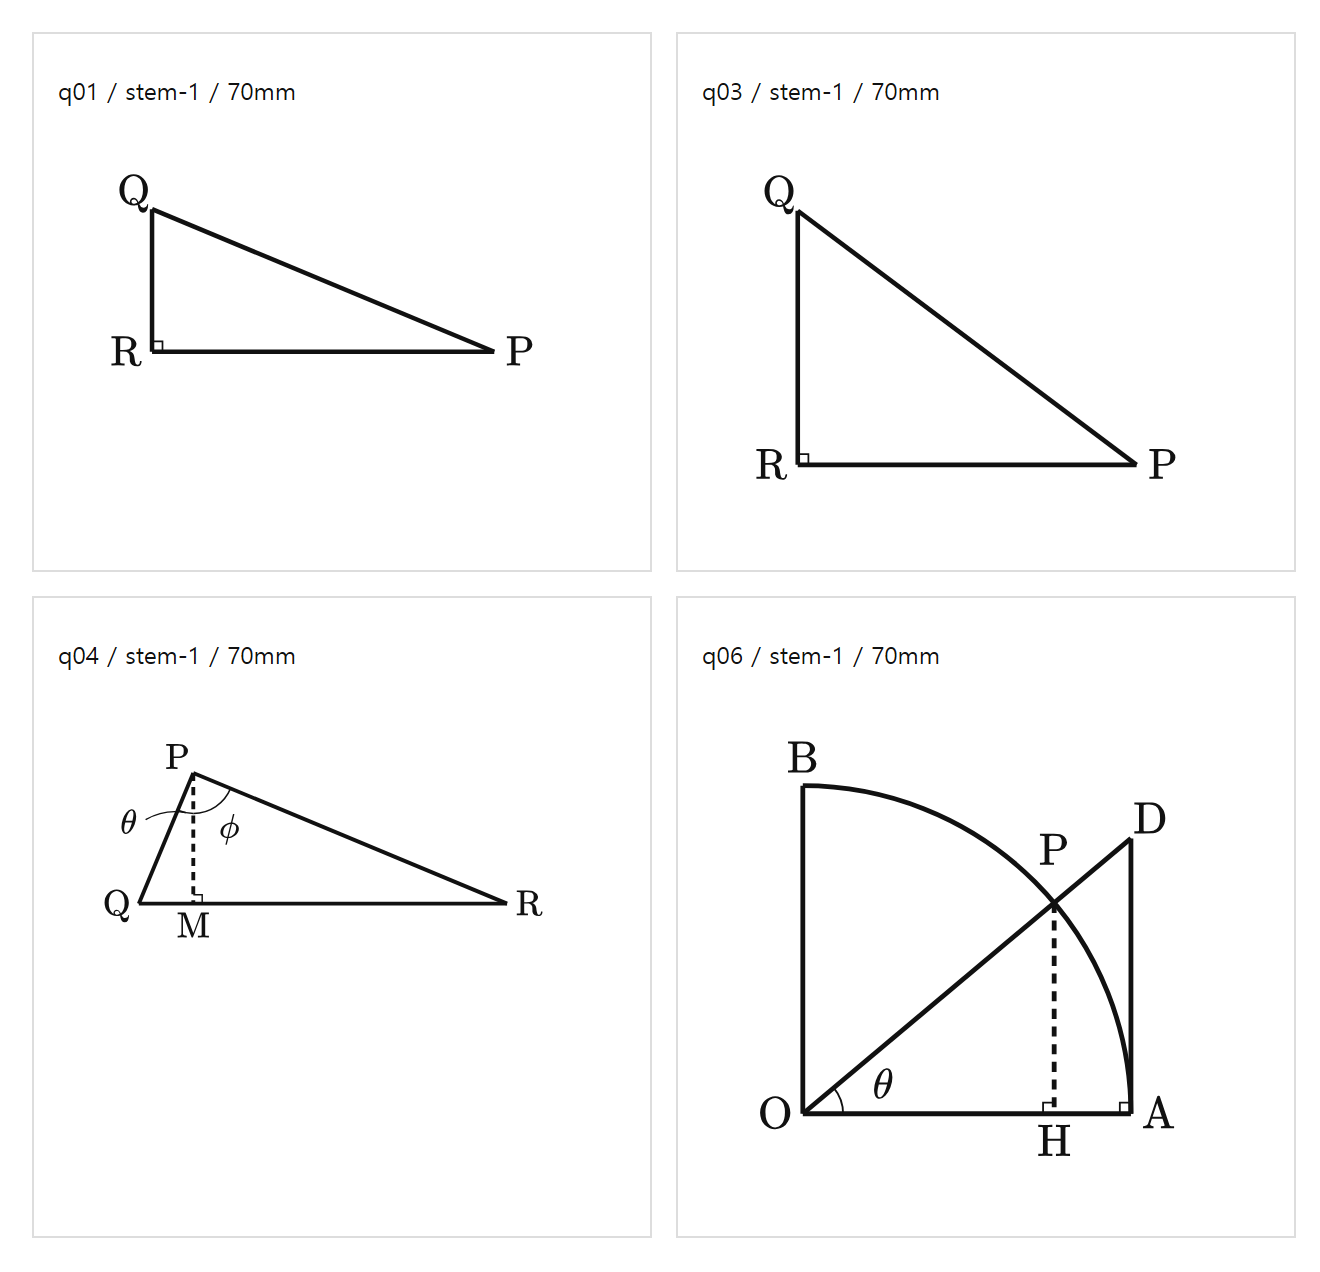 q01 / stem-1 / 70mm
Q
R
P
q03 / stem-1 / 70mm
Q
R
P
q04 / stem-1 / 70mm
P
θ
ϕ
Q
M
R
q06 / stem-1 / 70mm
B
D
P
θ
O
A
H